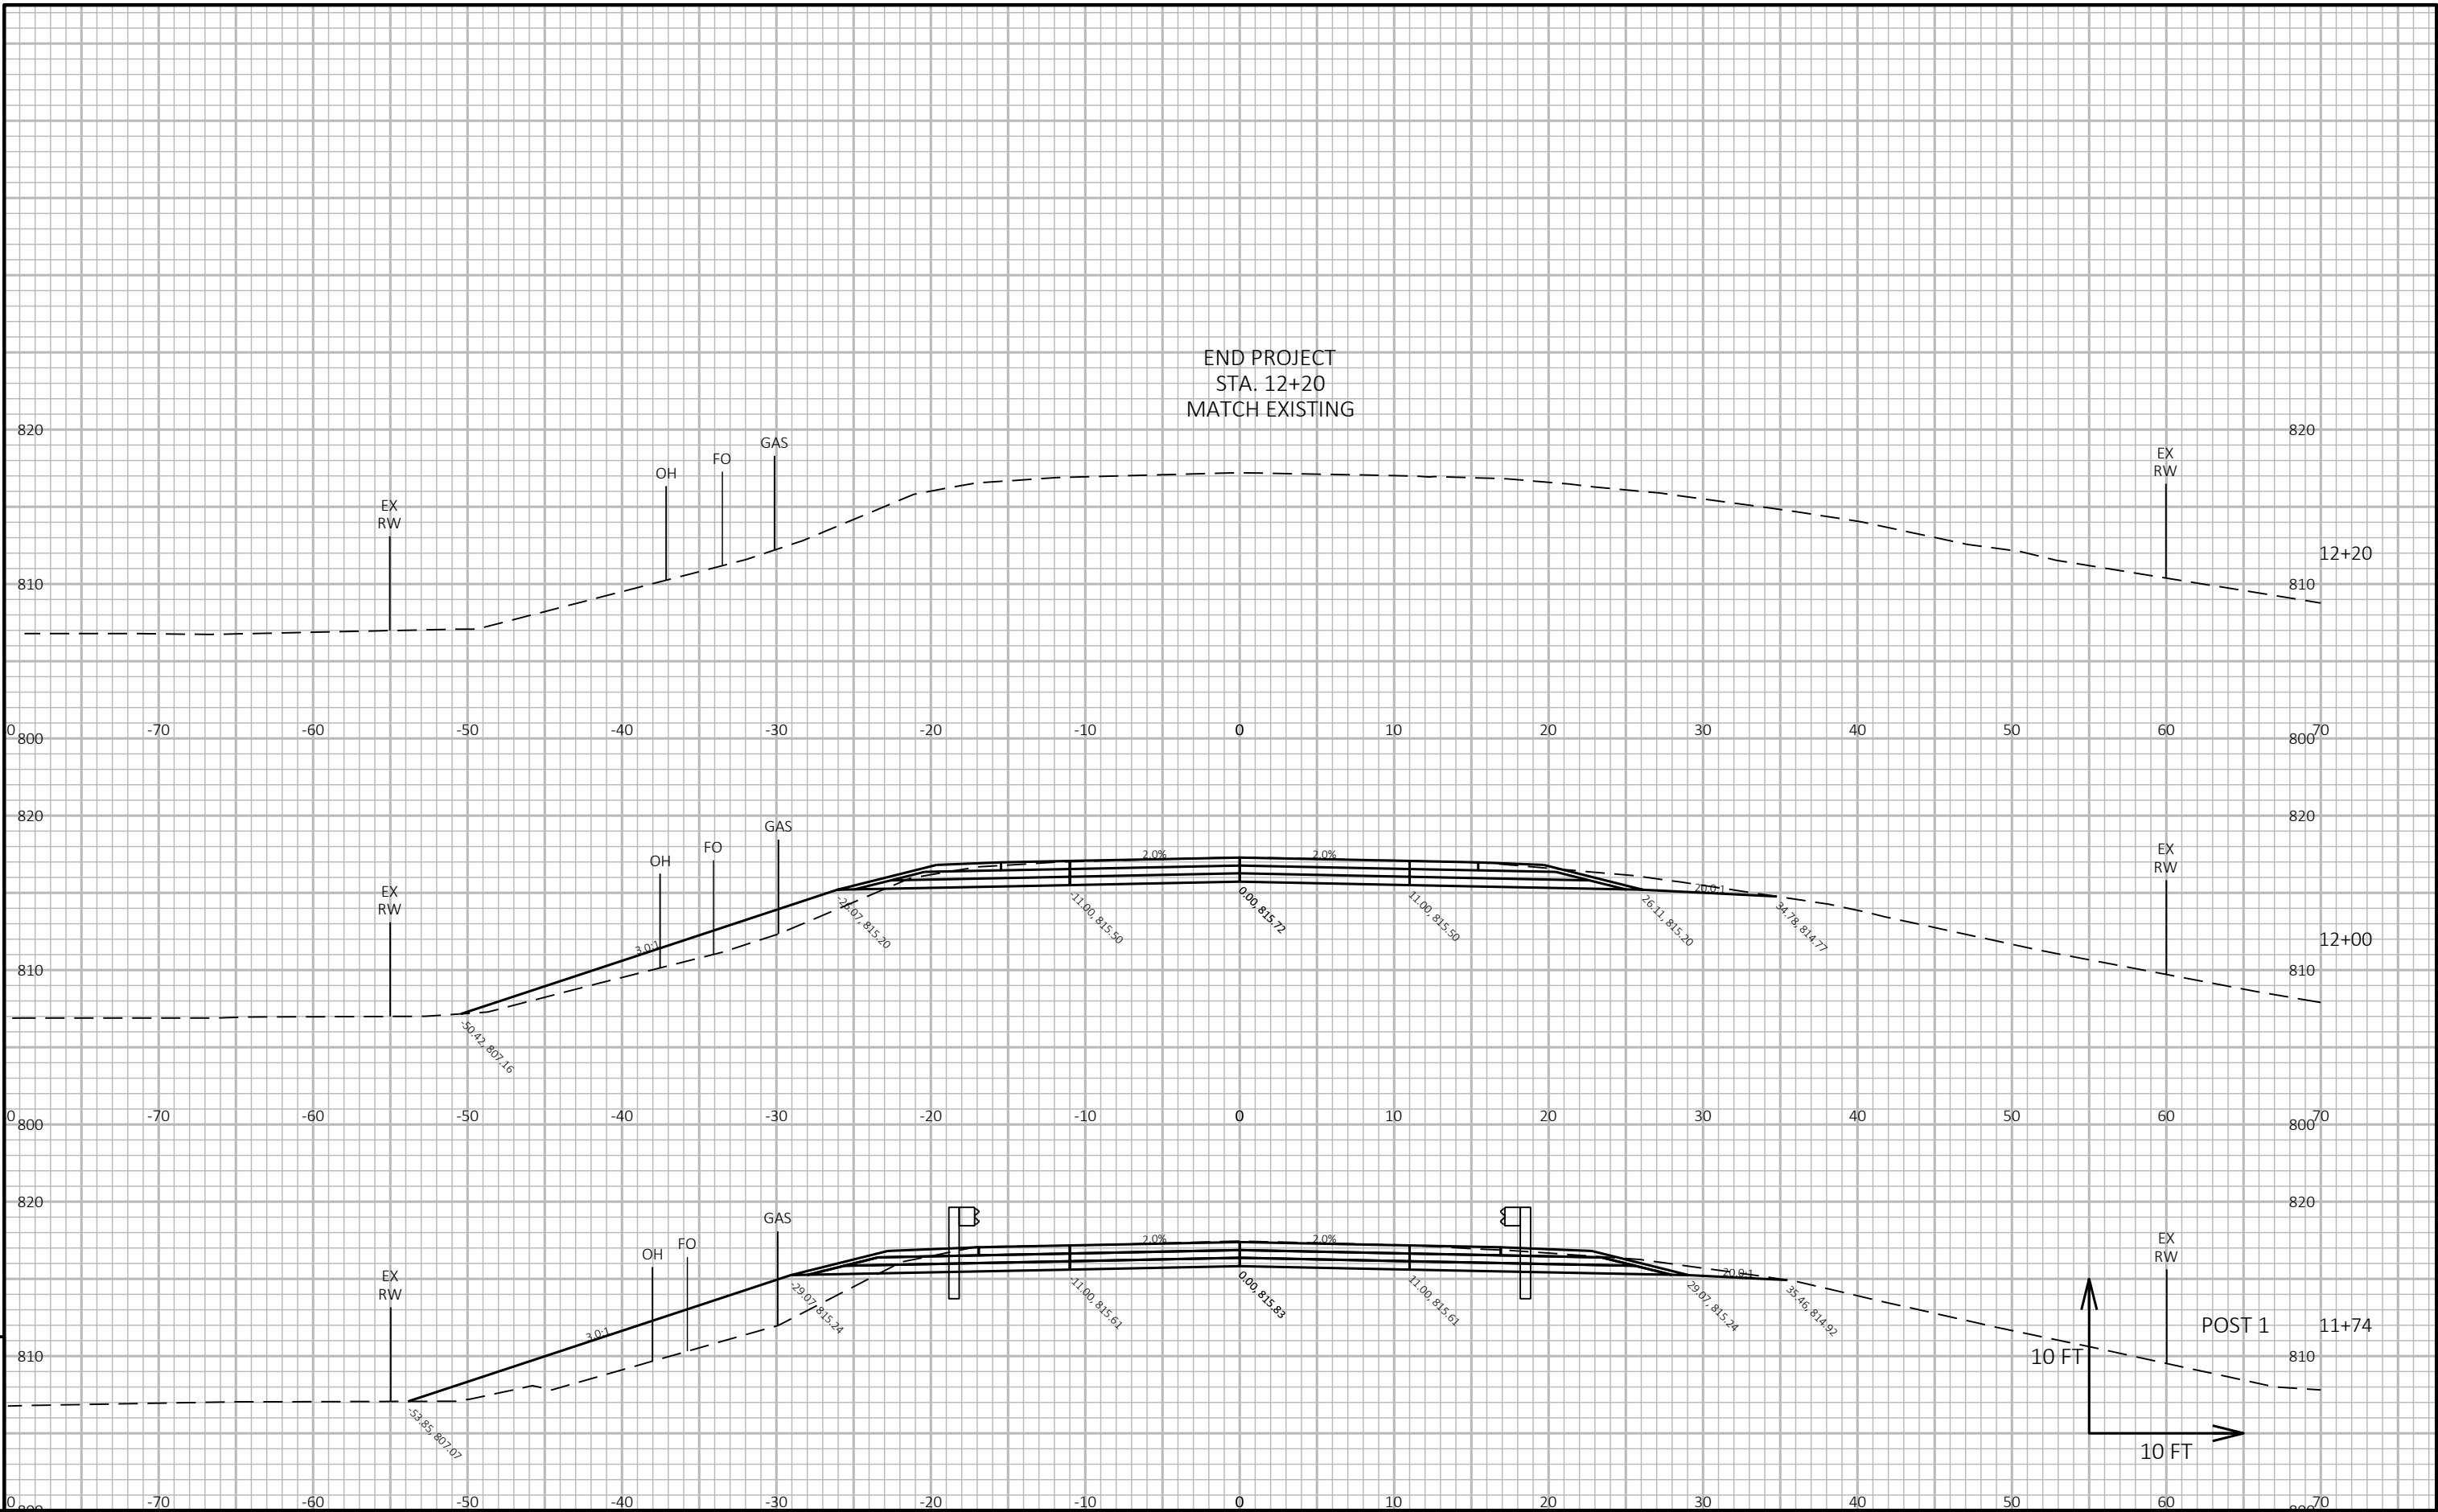 END PROJECT
STA. 12+20
MATCH EXISTING
820 820
GAS
FO
OH
EX
RW
EX
RW
12+20
810 810
0 -70 -60 -50 -40 -30 -20 -10 0 10 20 30 40 50 60 70
800 800
820 820
GAS
FO
OH
EX
RW
EX
RW
2.0% 2.0%
20.0:1
3.0:1
-26.07, 815.20
-11.00, 815.50
0.00, 815.72
11.00, 815.50
26.11, 815.20
34.78, 814.77
12+00
810 810
-50.42, 807.16
0 -70 -60 -50 -40 -30 -20 -10 0 10 20 30 40 50 60 70
800 800
820 820
GAS
FO
OH
EX
RW
EX
RW
2.0% 2.0%
20.0:1
3.0:1
-29.07, 815.24
-11.00, 815.61
0.00, 815.83
11.00, 815.61
29.07, 815.24
35.46, 814.92
POST 1 11+74
810 10 FT 810
-53.85, 807.07
10 FT
0 -70 -60 -50 -40 -30 -20 -10 0 10 20 30 40 50 60 70